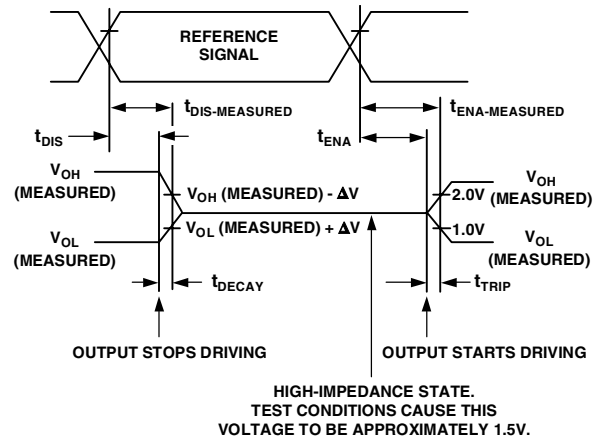 REFERENCE
SIGNAL
tDIS-MEASURED
tENA-MEASURED
tDIS
tENA
VOH
(MEASURED)
VOH (MEASURED) - ΔV
2.0V
VOH
(MEASURED)
VOL
(MEASURED)
VOL (MEASURED) + ΔV
1.0V
VOL
(MEASURED)
tDECAY
tTRIP
OUTPUT STOPS DRIVING
OUTPUT STARTS DRIVING
HIGH-IMPEDANCE STATE.
TEST CONDITIONS CAUSE THIS
VOLTAGE TO BE APPROXIMATELY 1.5V.